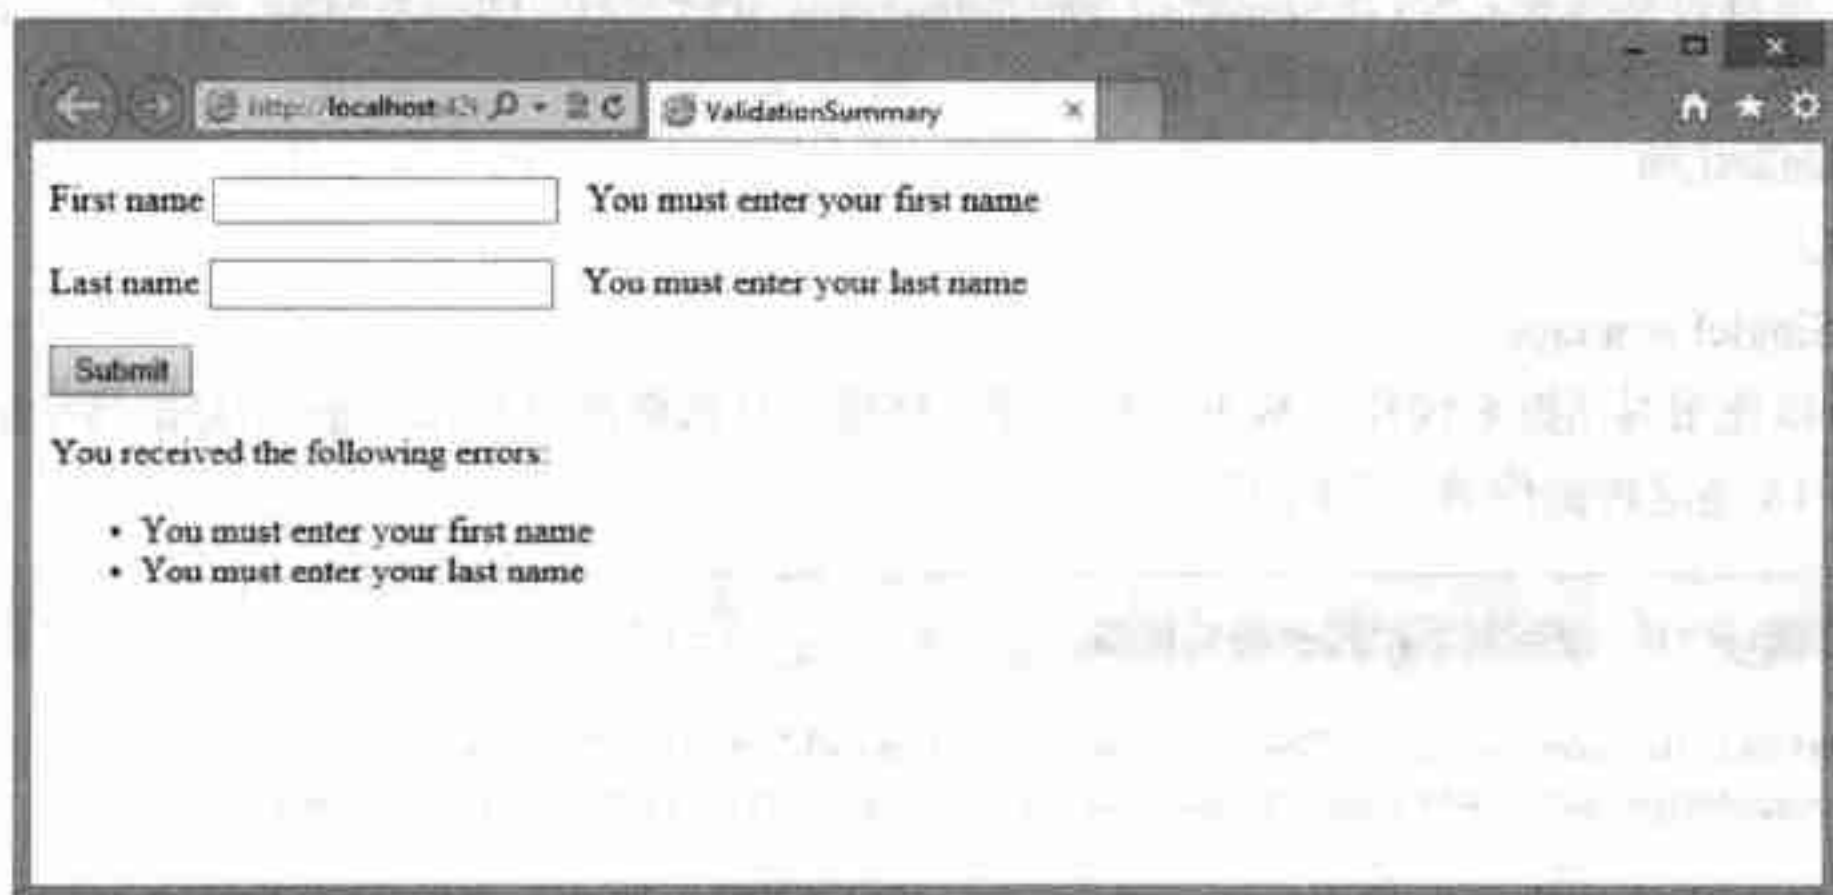 http://localhost:42
ValidationSummary
First name
You must enter your first name
Last name
You must enter your last name
Submit
You received the following errors:
• You must enter your first name
• You must enter your last name